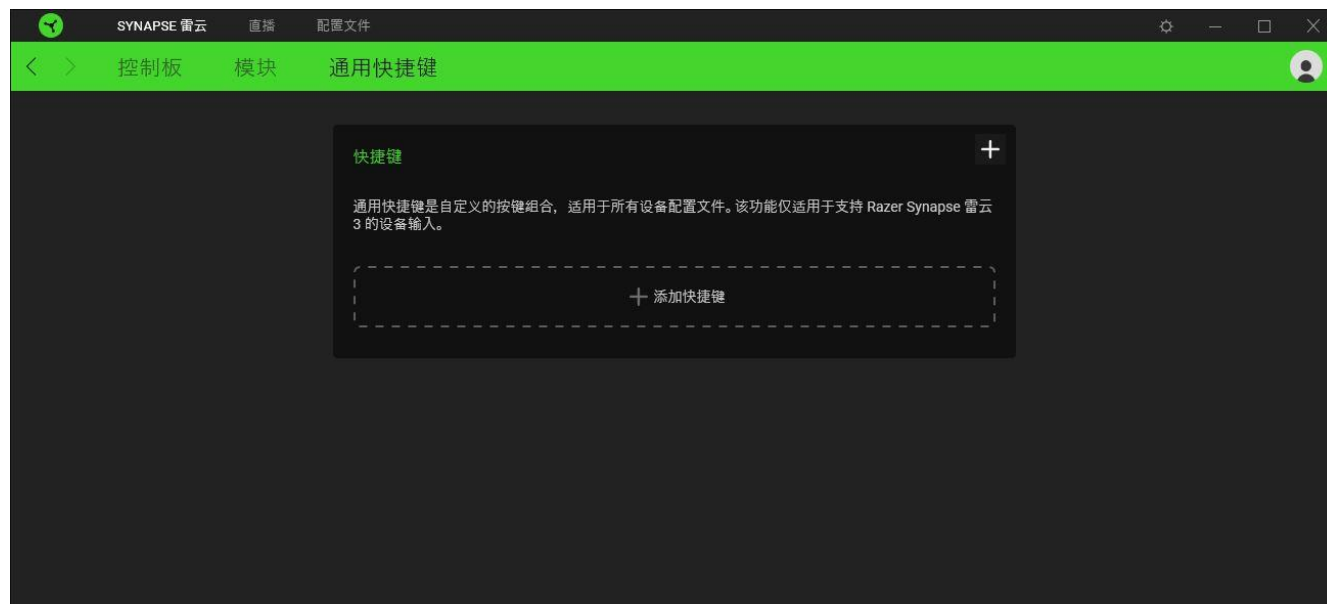 SYNAPSE 雷云 直播 配置文件
控制板 模块 通用快捷键
快捷键
通用快捷键是自定义的按键组合，适用于所有设备配置文件。该功能仅适用于支持 Razer Synapse 雷云
3 的设备输入。
添加快捷键